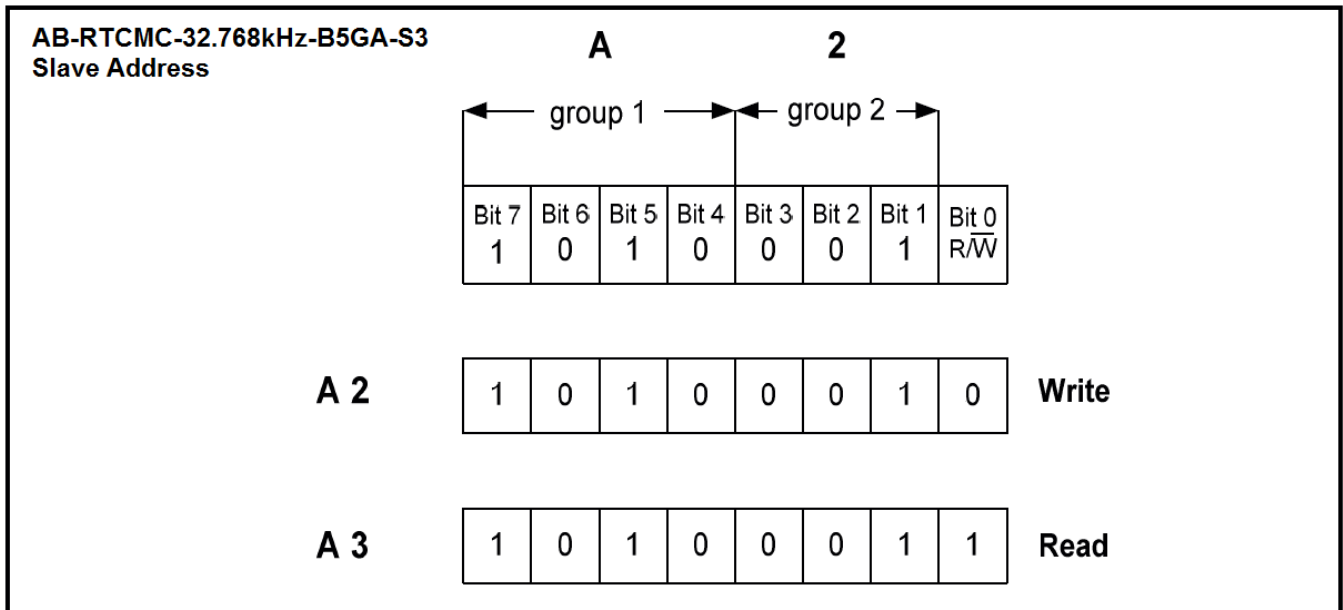 AB-RTCMC-32.768kHz-B5GA-S3
Slave Address
A 2
group 1 group 2
Bit 7 Bit 6 Bit 5 Bit 4 Bit 3 Bit 2 Bit 1 Bit 0
1 0 1 0 0 0 1 R/W̅
A 2 1 0 1 0 0 0 1 0 Write
A 3 1 0 1 0 0 0 1 1 Read